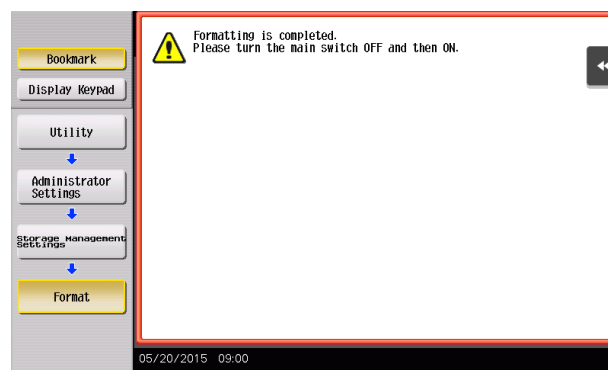 Formatting is completed.
Please turn the main switch OFF and then ON.
Bookmark
Display Keypad
Utility
Administrator
Settings
Storage Management
Settings
Format
05/20/2015 09:00